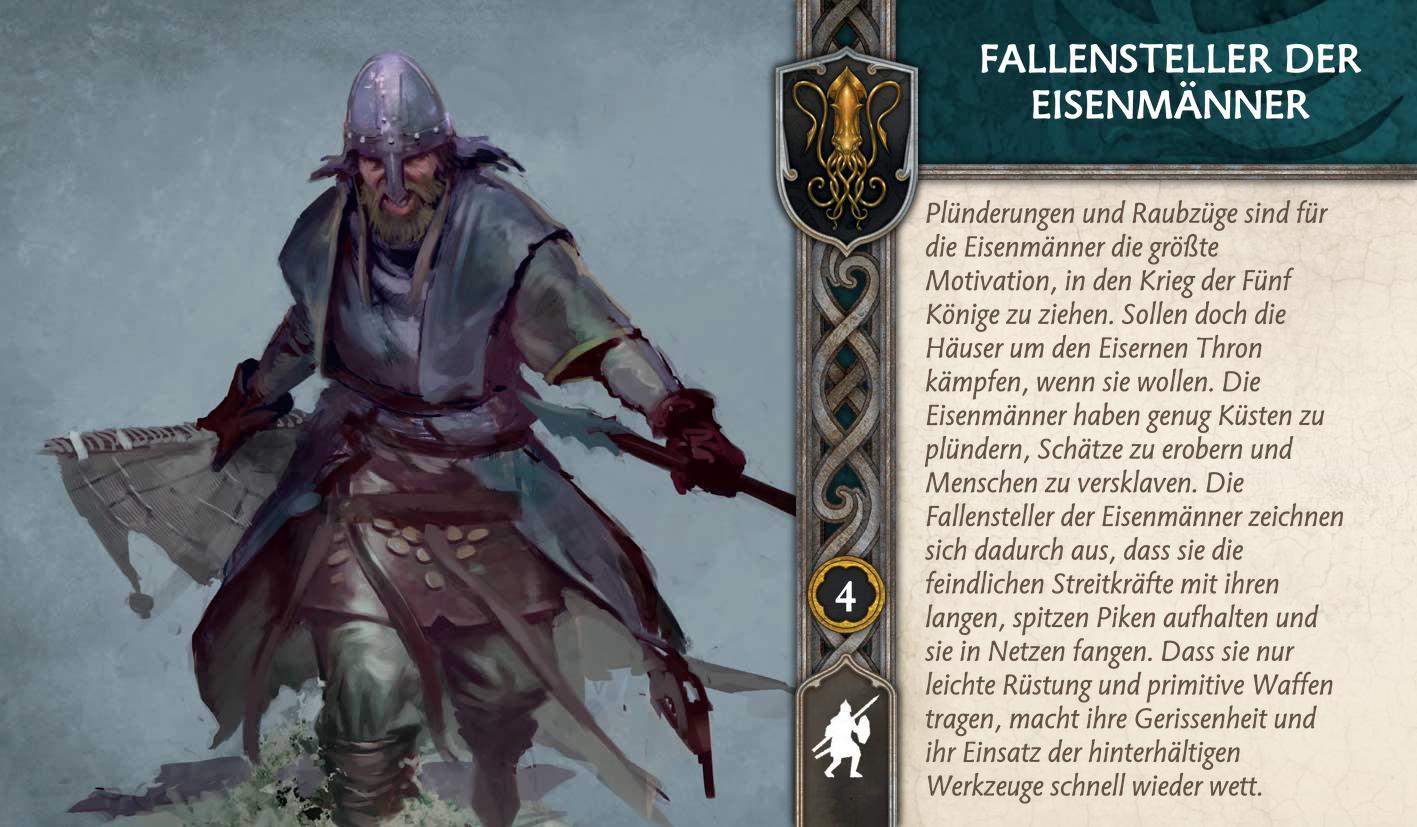 FALLENSTELLER DER
EISENMÄNNER
Plünderungen und Raubzüge sind für
die Eisenmänner die größte
Motivation, in den Krieg der Fünf
Könige zu ziehen. Sollen doch die
Häuser um den Eisernen Thron
kämpfen, wenn sie wollen. Die
Eisenmänner haben genug Küsten zu
plündern, Schätze zu erobern und
Menschen zu versklaven. Die
Fallensteller der Eisenmänner zeichnen
sich dadurch aus, dass sie die
feindlichen Streitkräfte mit ihren
langen, spitzen Piken aufhalten und
sie in Netzen fangen. Dass sie nur
leichte Rüstung und primitive Waffen
tragen, macht ihre Gerissenheit und
ihr Einsatz der hinterhältigen
Werkzeuge schnell wieder wett.
4